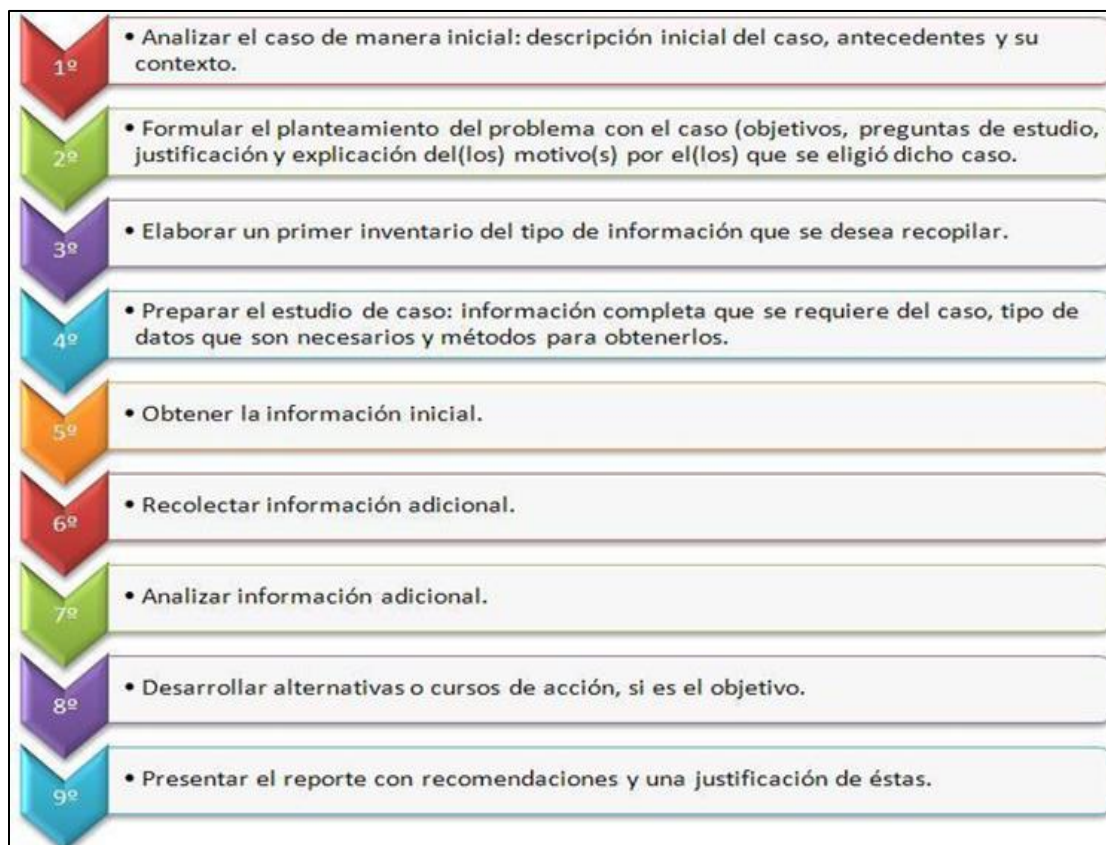 1º
• Analizar el caso de manera inicial: descripción inicial del caso, antecedentes y su
contexto.
2º
• Formular el planteamiento del problema con el caso (objetivos, preguntas de estudio,
justificación y explicación del(los) motivo(s) por el(los) que se eligió dicho caso.
3º
• Elaborar un primer inventario del tipo de información que se desea recopilar.
4º
• Preparar el estudio de caso: información completa que se requiere del caso, tipo de
datos que son necesarios y métodos para obtenerlos.
5º
• Obtener la información inicial.
6º
• Recolectar información adicional.
7º
• Analizar información adicional.
8º
• Desarrollar alternativas o cursos de acción, si es el objetivo.
9º
• Presentar el reporte con recomendaciones y una justificación de éstas.